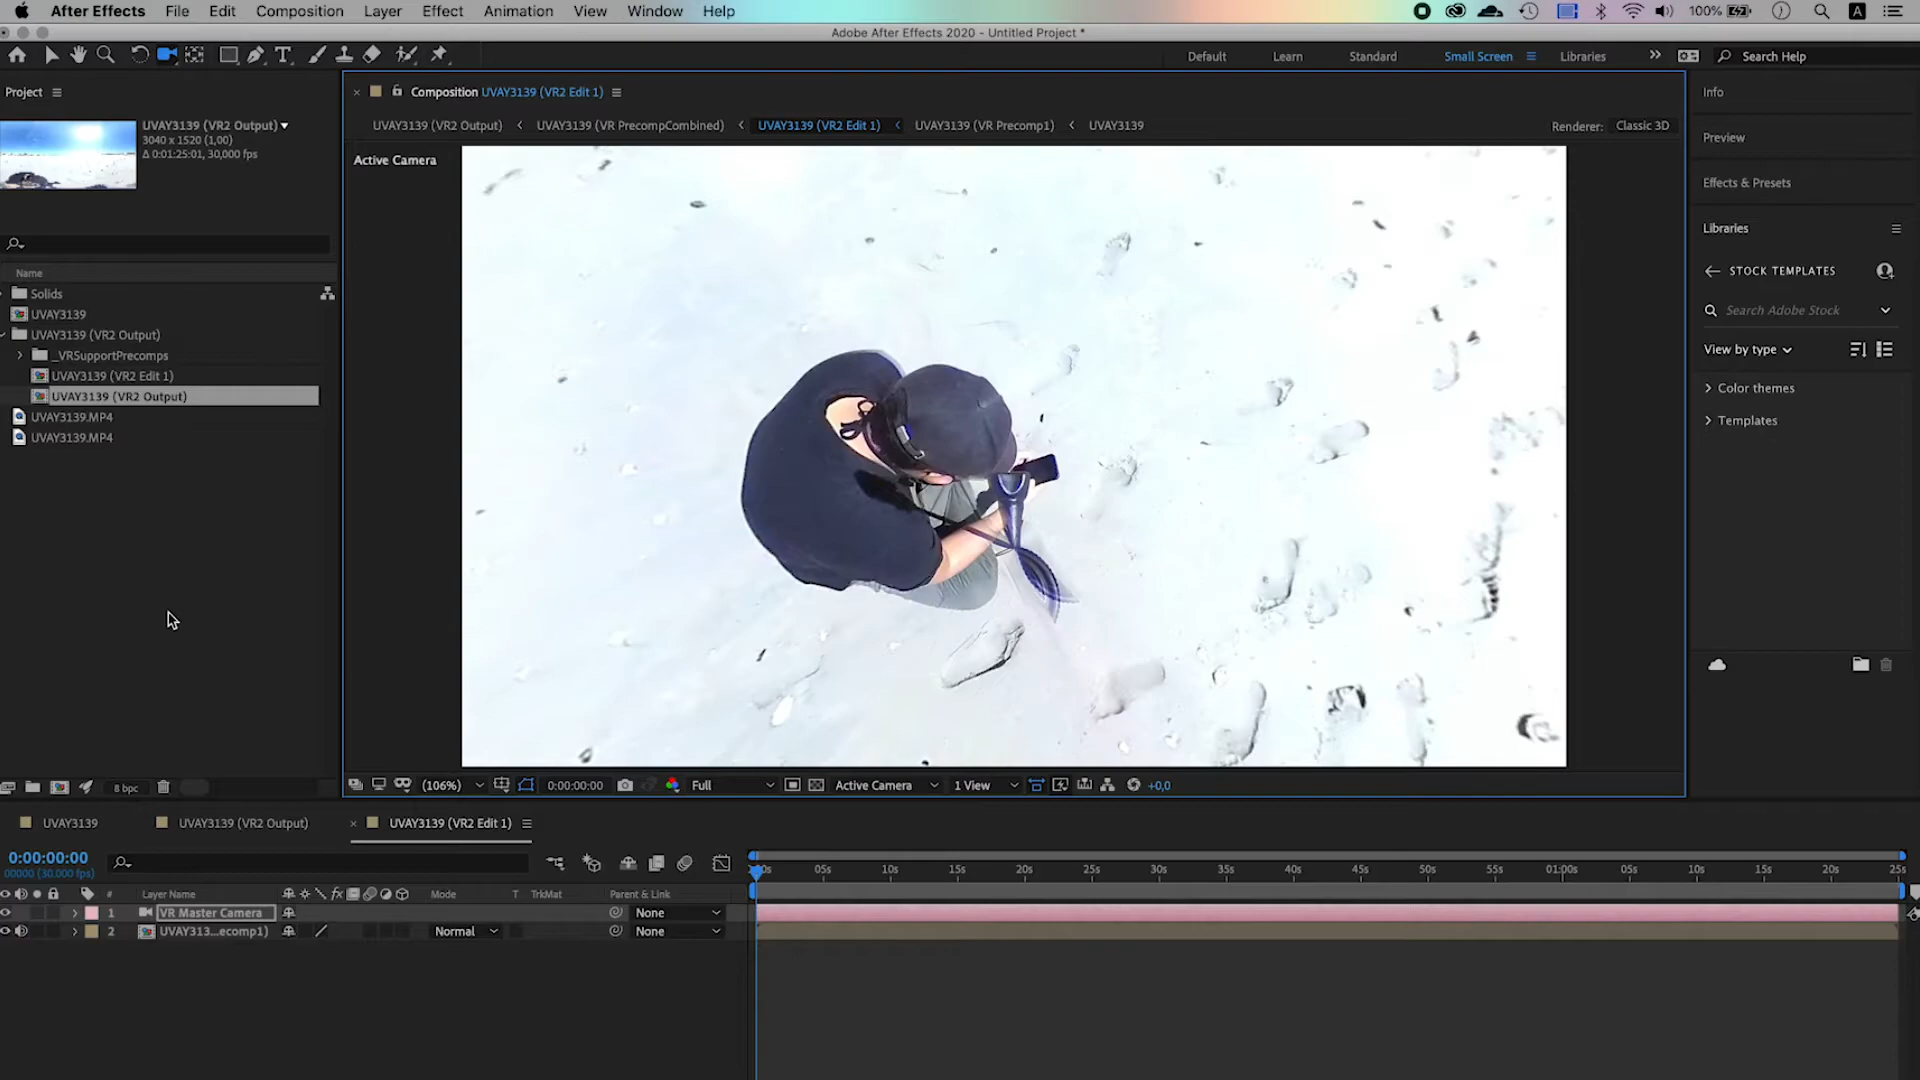 After Effects File Edit Composition Layer Effect Animation View Window Help 100% A
Adobe After Effects 2020 - Untitled Project *
Default Learn Standard Small Screen Libraries Search Help
Project
UVAY3139 (VR2 Output)
3040 x 1520 (1,00)
Δ 0:01:25:01, 30,000 fps
Name
Solids
UVAY3139
UVAY3139 (VR2 Output)
_VRSupportPrecomps
UVAY3139 (VR2 Edit 1)
UVAY3139 (VR2 Output)
UVAY3139.MP4
UVAY3139.MP4
8 bpc
Composition UVAY3139 (VR2 Edit 1)
UVAY3139 (VR2 Output) UVAY3139 (VR PrecompCombined) UVAY3139 (VR2 Edit 1) UVAY3139 (VR Precomp1) UVAY3139
Renderer: Classic 3D
Active Camera
(106%) 0:00:00:00 Full Active Camera 1 View +0,0
Info
Preview
Effects & Presets
Libraries
STOCK TEMPLATES
Search Adobe Stock
View by type
Color themes
Templates
UVAY3139 UVAY3139 (VR2 Output) UVAY3139 (VR2 Edit 1)
0:00:00:00
00000 (30.000 fps)
05s 10s 15s 20s 25s 30s 35s 40s 45s 50s 55s 01:00s 05s 10s 15s 20s 25s
# Layer Name Mode T TrkMat Parent & Link
1 VR Master Camera None
2 UVAY313...ecomp1) Normal None